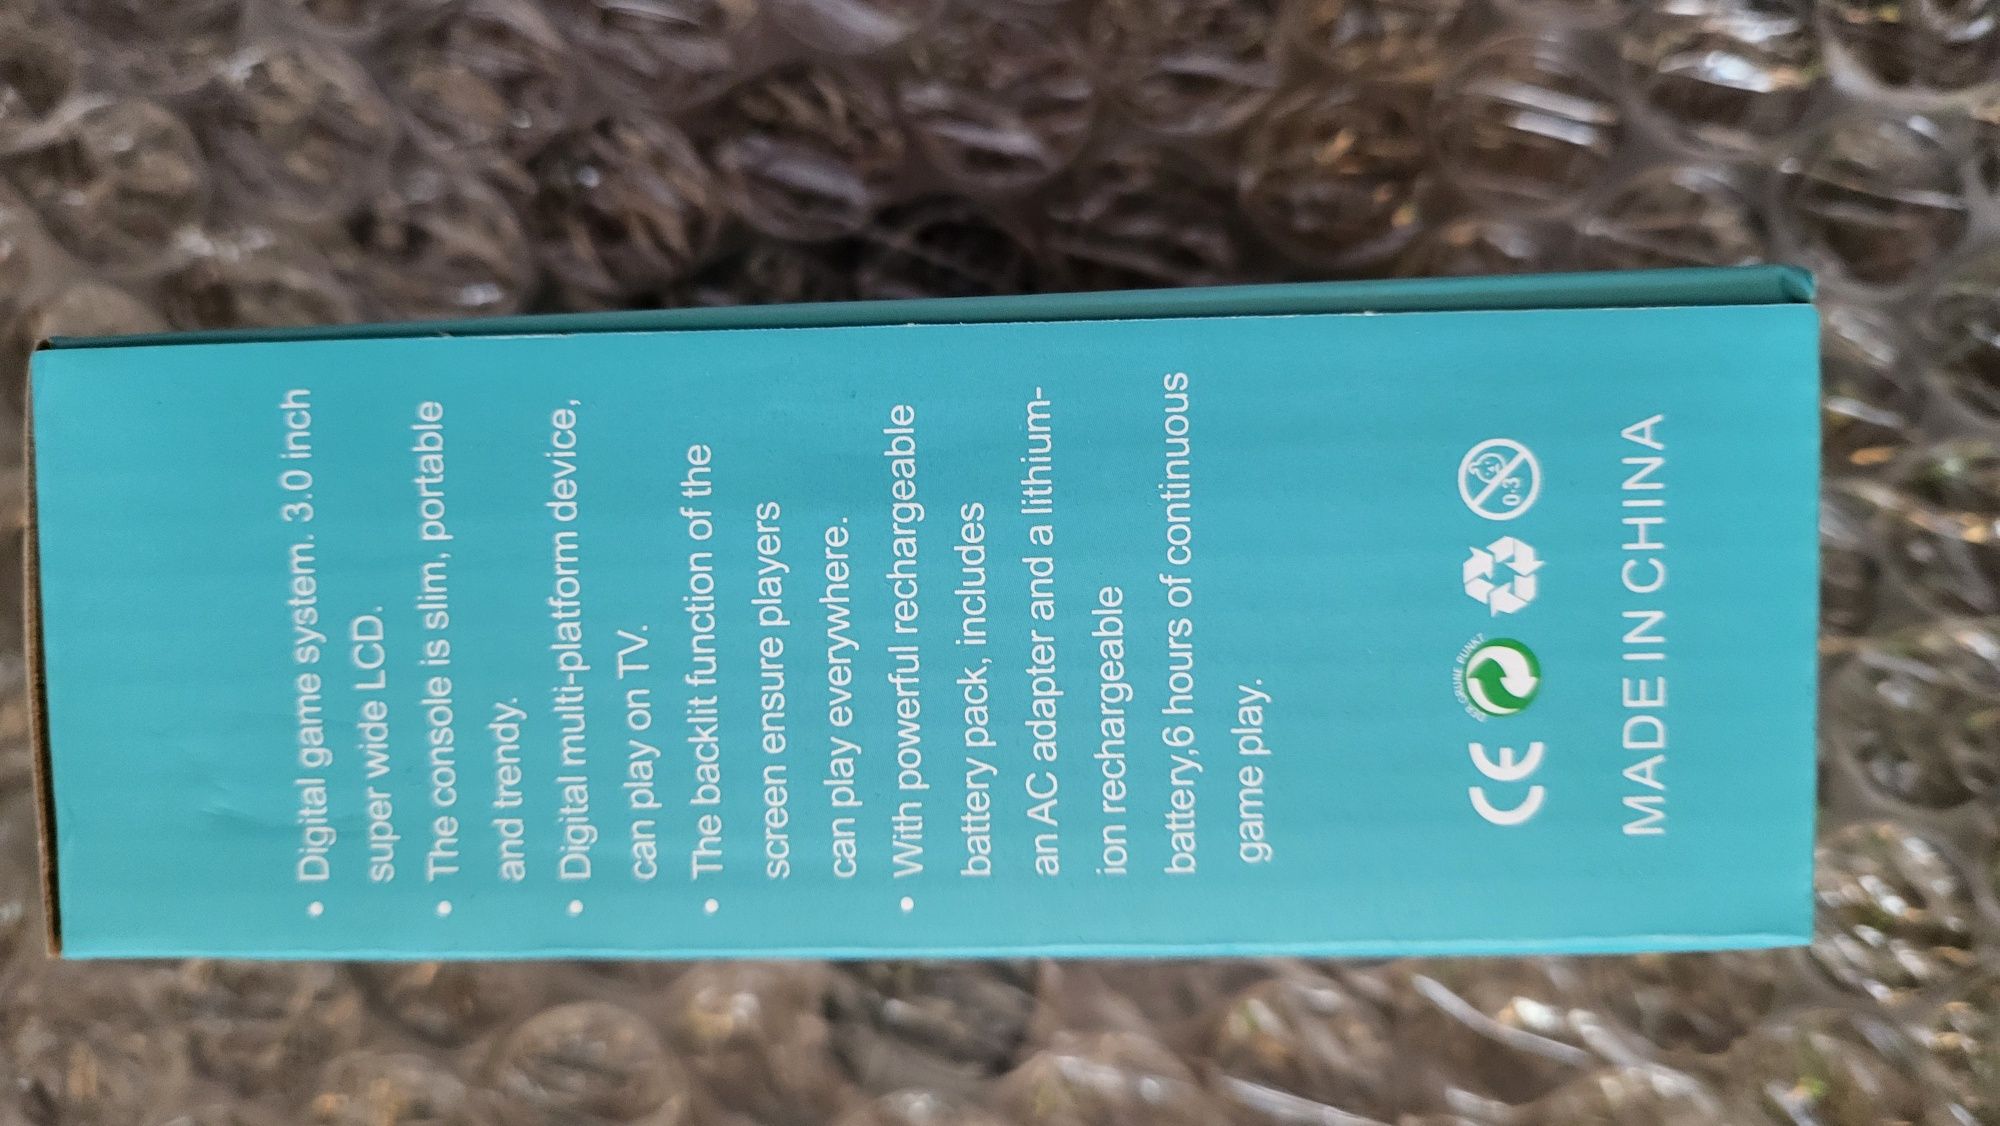 • Digital game system. 3.0 inch
super wide LCD.
• The console is slim, portable
and trendy.
• Digital multi-platform device,
can play on TV.
• The backlit function of the
screen ensure players
can play everywhere.
• With powerful rechargeable
battery pack, includes
an AC adapter and a lithium-
ion rechargeable
battery,6 hours of continuous
game play.
CE DER GRÜNE PUNKT 0-3
MADE IN CHINA